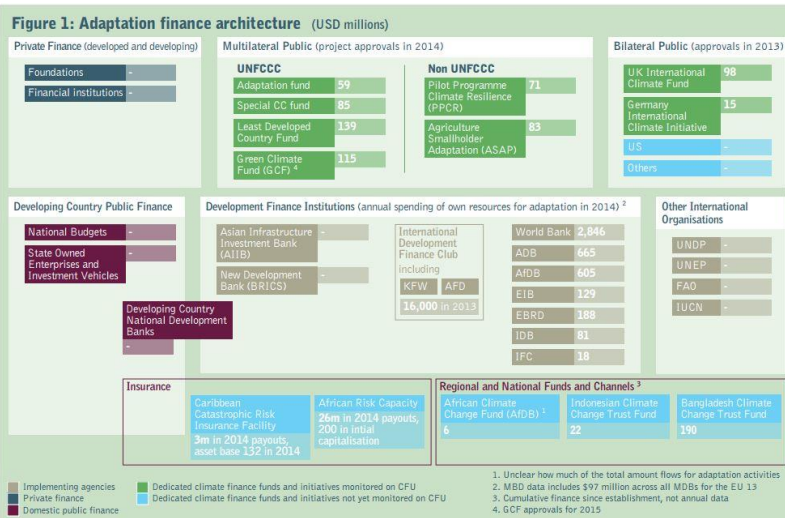 Figure 1: Adaptation finance architecture (USD millions)
Private Finance (developed and developing)
Foundations -
Financial institutions -
Multilateral Public (project approvals in 2014)
UNFCCC
Adaptation fund 59
Special CC fund 85
Least Developed
Country Fund
139
Green Climate
Fund (GCF) 4
115
Non UNFCCC
Pilot Programme
Climate Resilience
(PPCR)
71
Agriculture
Smallholder
Adaptation (ASAP)
83
Bilateral Public (approvals in 2013)
UK International
Climate Fund
98
Germany
International
Climate Initiative
15
US -
Others -
Developing Country Public Finance
National Budgets -
State Owned
Enterprises and
Investment Vehicles
-
Developing Country
National Development
Banks
-
Development Finance Institutions (annual spending of own resources for adaptation in 2014) 2
Asian Infrastructure
Investment Bank
(AIIB)
-
New Development
Bank (BRICS)
-
International
Development
Finance Club
including
KFW AFD
16,000 in 2013
World Bank 2,846
ADB 665
AfDB 605
EIB 129
EBRD 188
IDB 81
IFC 18
Other International
Organisations
UNDP -
UNEP -
FAO -
IUCN -
Insurance
Caribbean
Catastrophic Risk
Insurance Facility
3m in 2014 payouts,
asset base 132 in 2014
African Risk Capacity
26m in 2014 payouts,
200 in intial
capitalisation
Regional and National Funds and Channels 3
African Climate
Change Fund (AfDB) 1
6
Indonesian Climate
Change Trust Fund
22
Bangladesh Climate
Change Trust Fund
190
Implementing agencies
Private finance
Domestic public finance
Dedicated climate finance funds and initiatives monitored on CFU
Dedicated climate finance funds and initiatives not yet monitored on CFU
1. Unclear how much of the total amount flows for adaptation activities
2. MBD data includes $97 million across all MDBs for the EU 13
3. Cumulative finance since establishment, not annual data
4. GCF approvals for 2015